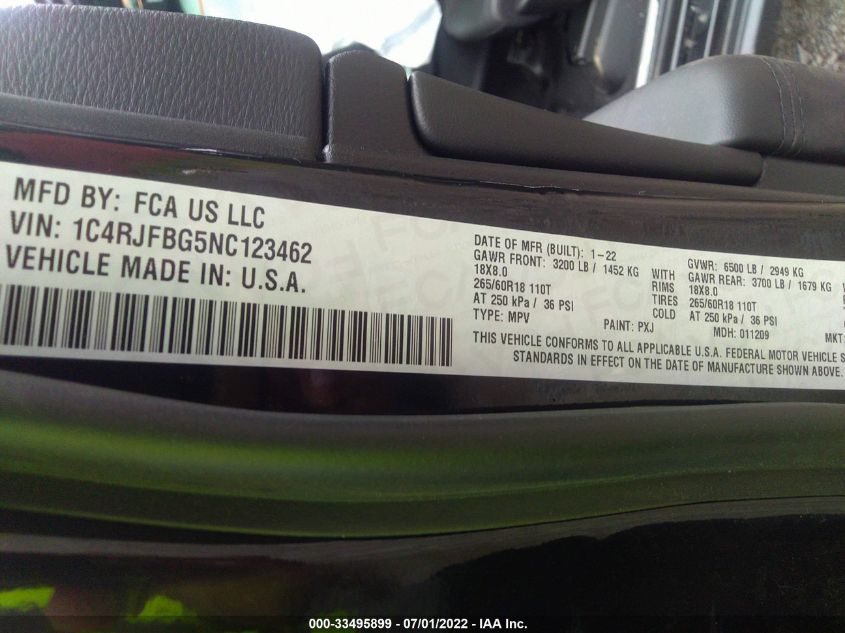 MFD BY: FCA US LLC
VIN: 1C4RJFBG5NC123462
VEHICLE MADE IN: U.S.A.
DATE OF MFR (BUILT): 1-22 GVWR: 6500 LB / 2949 KG
GAWR FRONT: 3200 LB / 1452 KG WITH GAWR REAR: 3700 LB / 1679 KG
18X8.0 RIMS 18X8.0
265/60R18 110T TIRES 265/60R18 110T
AT 250 kPa / 36 PSI COLD AT 250 kPa / 36 PSI
TYPE: MPV PAINT: PXJ MDH: 011209 MKT:
THIS VEHICLE CONFORMS TO ALL APPLICABLE U.S.A. FEDERAL MOTOR VEHICLE S
STANDARDS IN EFFECT ON THE DATE OF MANUFACTURE SHOWN ABOVE.
000-33495899 - 07/01/2022 - IAA Inc.